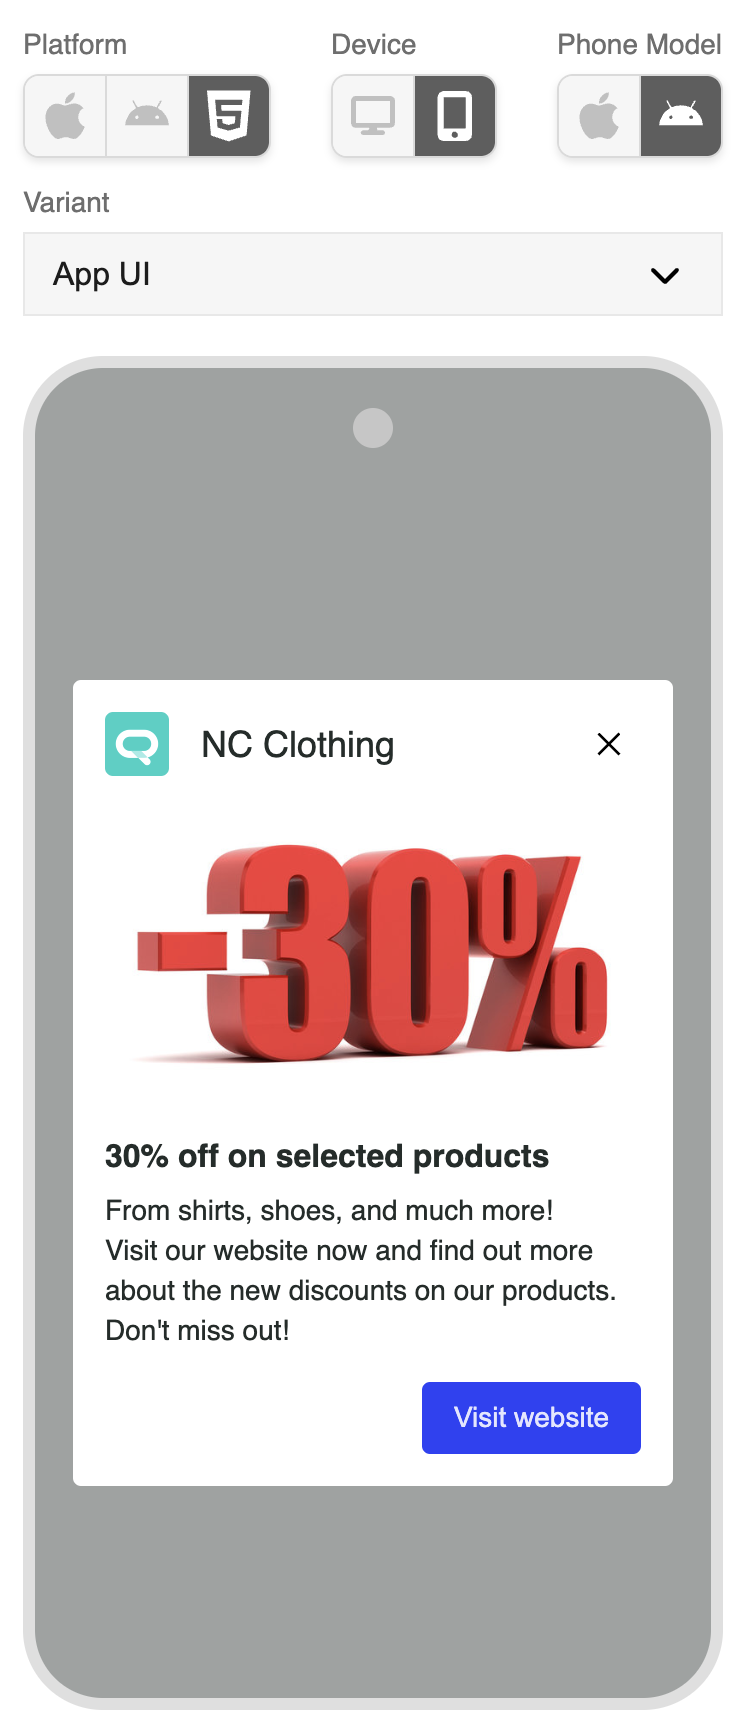 Platform
Device
Phone Model
Variant
App UI
NC Clothing
-30%
30% off on selected products
From shirts, shoes, and much more!
Visit our website now and find out more
about the new discounts on our products.
Don't miss out!
Visit website